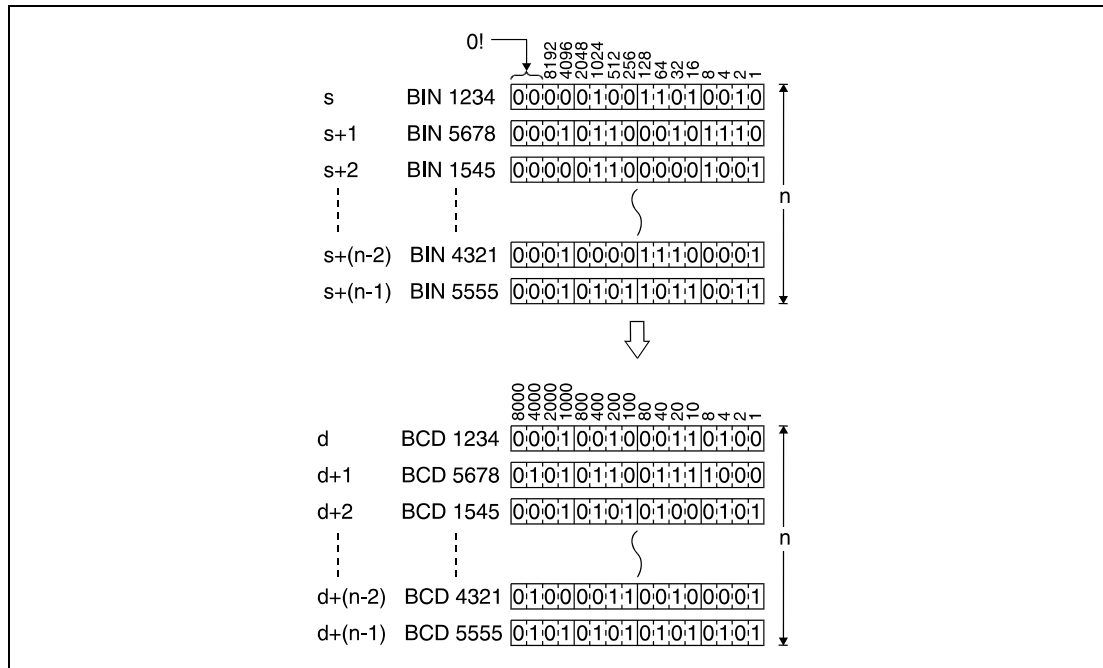 0!
8192 4096 2048 1024 512 256 128 64 32 16 8 4 2 1
s BIN 1234 0000010011010010
s+1 BIN 5678 0001011000101110
s+2 BIN 1545 0000011000001001
n
s+(n-2) BIN 4321 0001000011100001
s+(n-1) BIN 5555 0001010110110011
8000 4000 2000 1000 800 400 200 100 80 40 20 10 8 4 2 1
d BCD 1234 0001001000110100
d+1 BCD 5678 0101011001111000
d+2 BCD 1545 0001010101000101
n
d+(n-2) BCD 4321 0100001100100001
d+(n-1) BCD 5555 0101010101010101